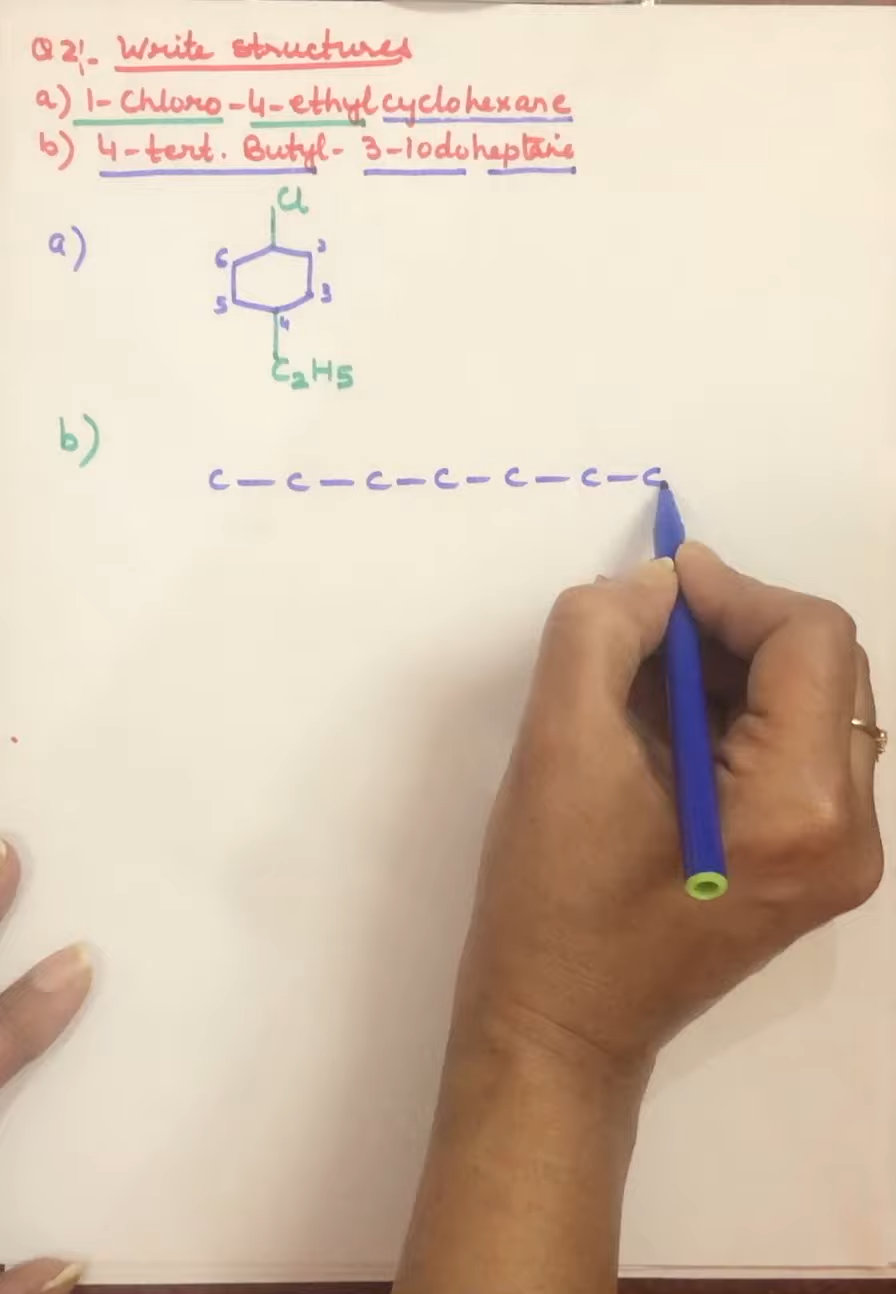 Q2:- Write structures
a) 1-Chloro-4-ethylcyclohexane
b) 4-tert. Butyl-3-Iodoheptane
a)
Cl
6 2
5 3
4
C2H5
b)
C — C — C — C — C — C — C